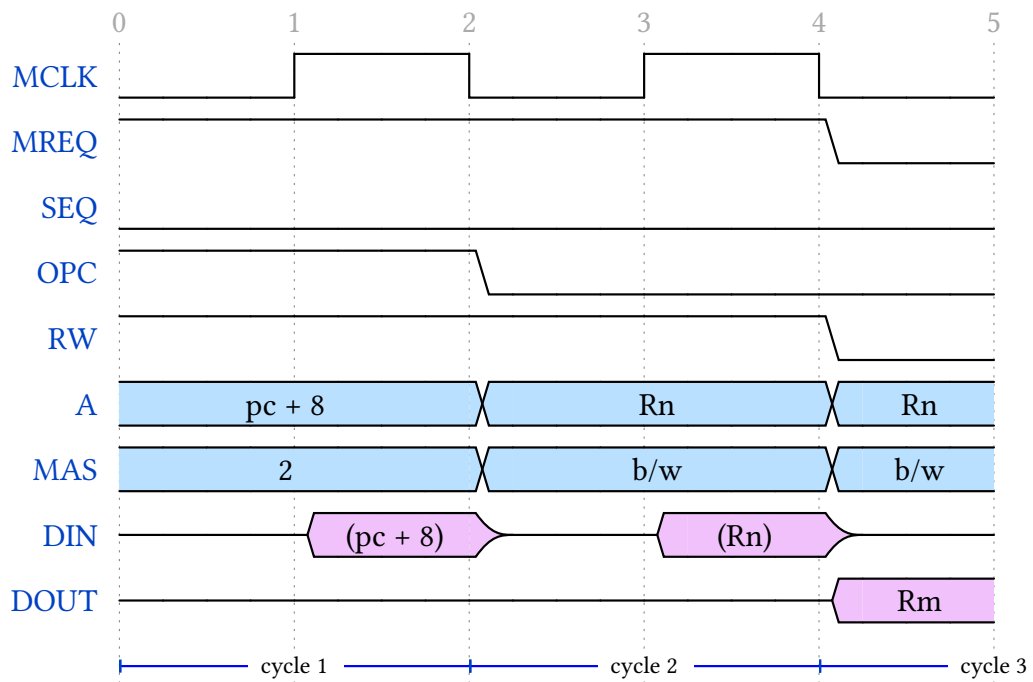 0 1 2 3 4 5
MCLK
MREQ
SEQ
OPC
RW
A pc + 8 Rn Rn
MAS 2 b/w b/w
DIN (pc + 8) (Rn)
DOUT Rm
cycle 1 cycle 2 cycle 3